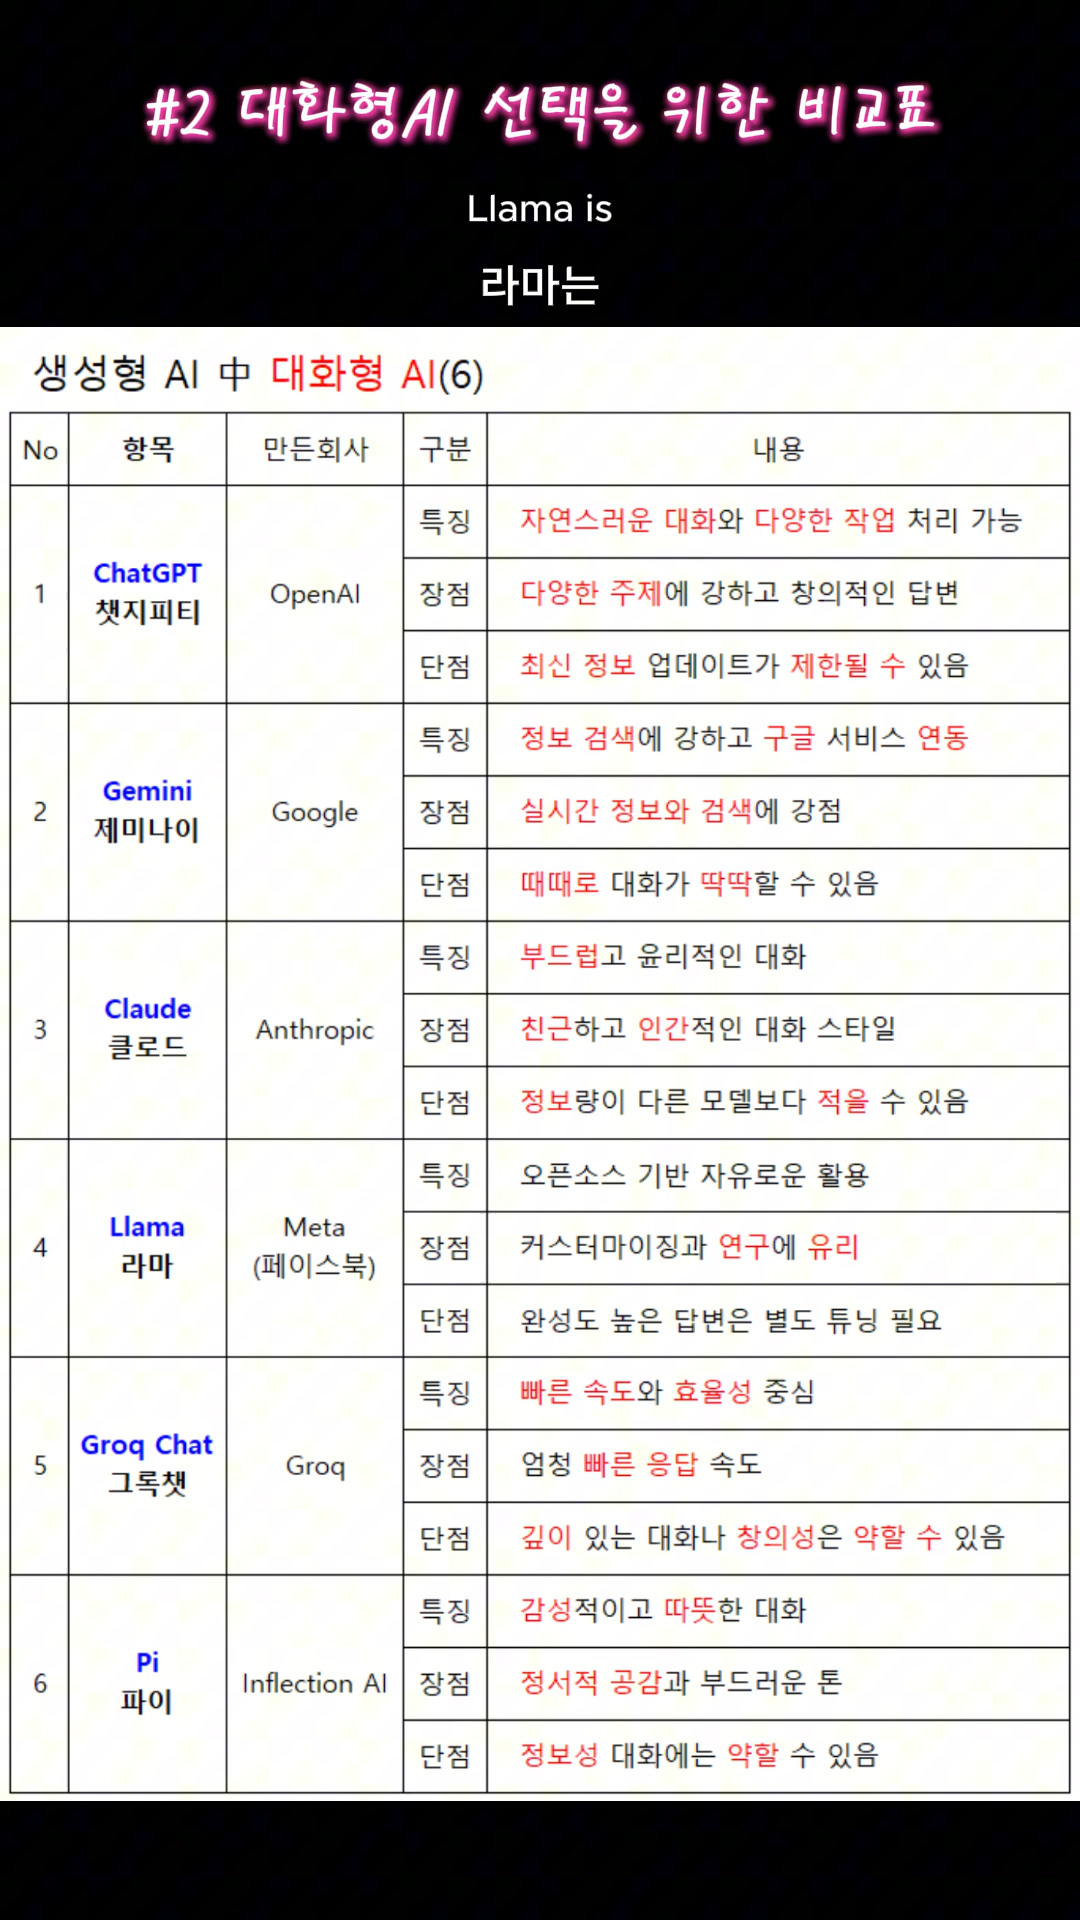 #2 대화형AI 선택을 위한 비교표
Llama is
라마는
생성형 AI 中 대화형 AI(6)
No 항목 만든회사 구분 내용
1 ChatGPT 챗지피티 OpenAI 특징 자연스러운 대화와 다양한 작업 처리 가능
장점 다양한 주제에 강하고 창의적인 답변
단점 최신 정보 업데이트가 제한될 수 있음
2 Gemini 제미나이 Google 특징 정보 검색에 강하고 구글 서비스 연동
장점 실시간 정보와 검색에 강점
단점 때때로 대화가 딱딱할 수 있음
3 Claude 클로드 Anthropic 특징 부드럽고 윤리적인 대화
장점 친근하고 인간적인 대화 스타일
단점 정보량이 다른 모델보다 적을 수 있음
4 Llama 라마 Meta (페이스북) 특징 오픈소스 기반 자유로운 활용
장점 커스터마이징과 연구에 유리
단점 완성도 높은 답변은 별도 튜닝 필요
5 Groq Chat 그록챗 Groq 특징 빠른 속도와 효율성 중심
장점 엄청 빠른 응답 속도
단점 깊이 있는 대화나 창의성은 약할 수 있음
6 Pi 파이 Inflection AI 특징 감성적이고 따뜻한 대화
장점 정서적 공감과 부드러운 톤
단점 정보성 대화에는 약할 수 있음